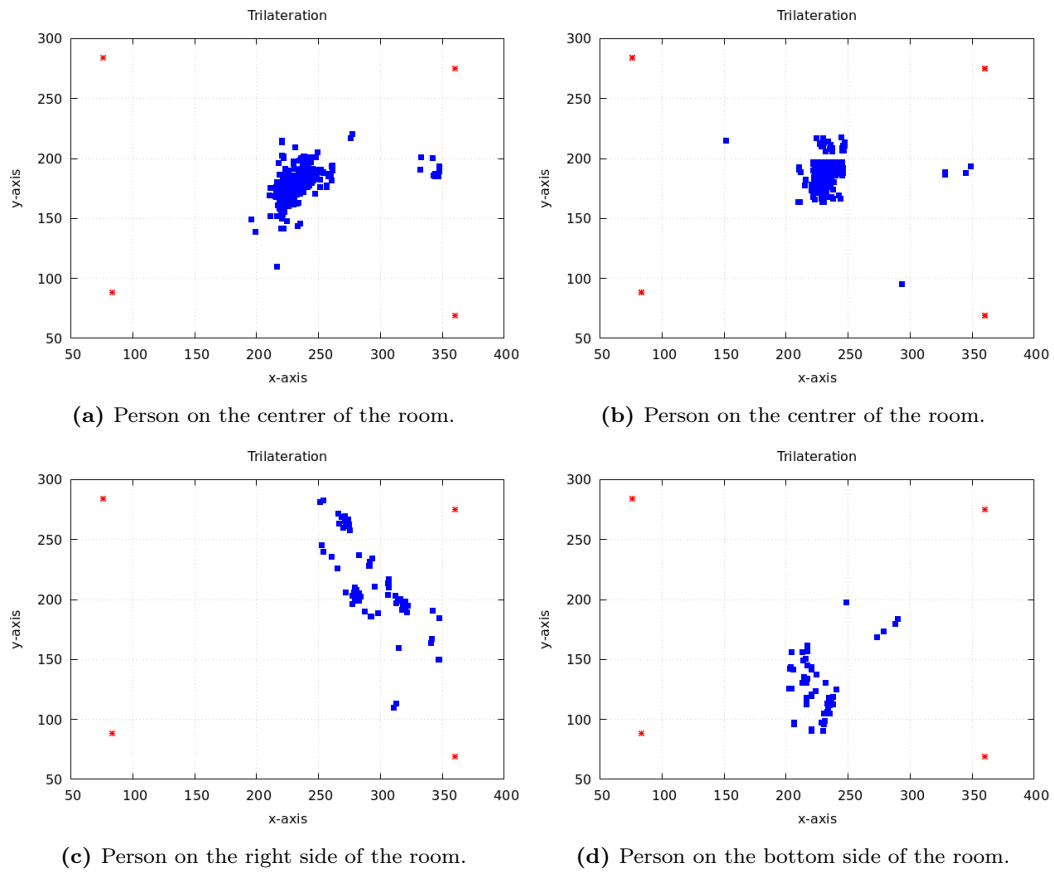 Trilateration
300
250
200
150
100
50
50 100 150 200 250 300 350 400
y-axis
x-axis
(a) Person on the centrer of the room.
Trilateration
300
250
200
150
100
50
50 100 150 200 250 300 350 400
y-axis
x-axis
(b) Person on the centrer of the room.
Trilateration
300
250
200
150
100
50
50 100 150 200 250 300 350 400
y-axis
x-axis
(c) Person on the right side of the room.
Trilateration
300
250
200
150
100
50
50 100 150 200 250 300 350 400
y-axis
x-axis
(d) Person on the bottom side of the room.